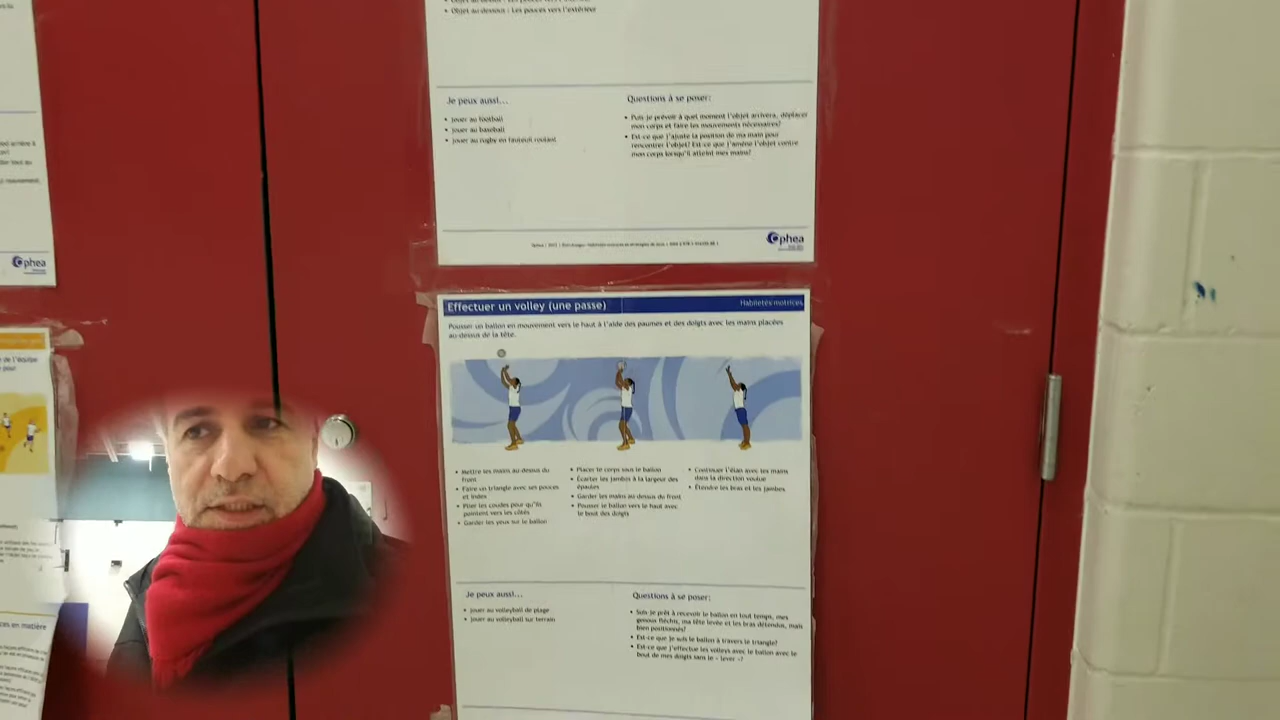 Objet au-dessous : Les pouces vers l'extérieur
Je peux aussi...
• Jouer au football
• Jouer au baseball
• Jouer au rugby en fauteuil roulant
Questions à se poser:
• Puis-je prévoir à quel moment l'objet arrivera, déplacer
mon corps et faire les mouvements nécessaires?
• Est-ce que j'ajuste la position de ma main pour
rencontrer l'objet? Est-ce que j'amène l'objet contre
mon corps lorsqu'il atteint mes mains?
Ophea
Ophea
Effectuer un volley (une passe)
Habiletés motrices
Pousser un ballon en mouvement vers le haut à l'aide des paumes et des doigts avec les mains placées
au-dessus de la tête.
• Mettre les mains au-dessus du
front
• Faire un triangle avec ses pouces
et index
• Plier les coudes pour qu'ils
pointent vers les côtés
• Garder les yeux sur le ballon
• Placer le corps sous le ballon
• Écarter les jambes à la largeur des
épaules
• Garder les mains au-dessus du front
• Pousser le ballon vers le haut avec
le bout des doigts
• Continuer l'élan avec les mains
dans la direction voulue
• Étendre les bras et les jambes
Je peux aussi...
• Jouer au volleyball de plage
• Jouer au volleyball sur terrain
Questions à se poser:
• Suis-je prêt à recevoir le ballon en tout temps, mes
genoux fléchis, ma tête levée et les bras détendus, mais
bien positionnés?
• Est-ce que je suis le ballon à travers le triangle?
• Est-ce que j'effectue les volleys avec le ballon avec le
bout de mes doigts sans le « lever »?